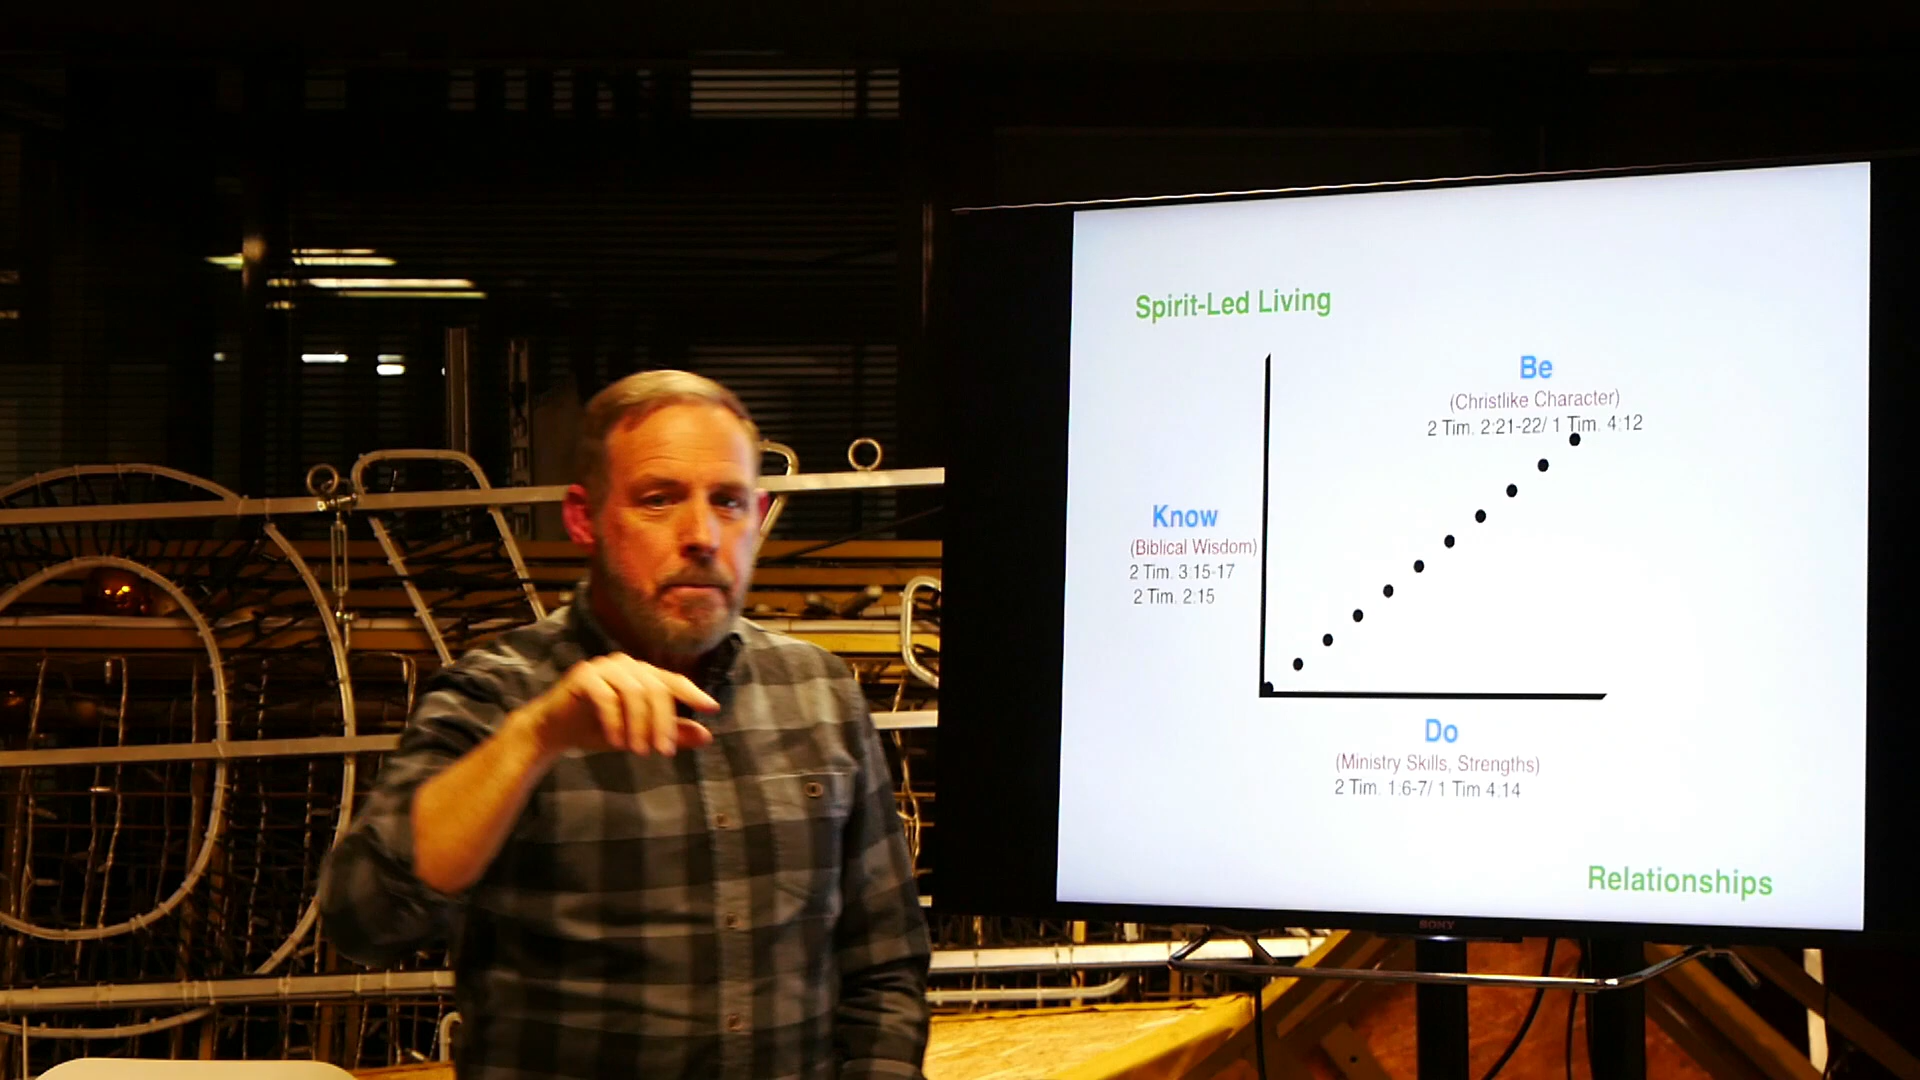 Spirit-Led Living
Be
(Christlike Character)
2 Tim. 2:21-22/ 1 Tim. 4:12
Know
(Biblical Wisdom)
2 Tim. 3.15-17
2 Tim. 2:15
Do
(Ministry Skills, Strengths)
2 Tim. 1:6-7/ 1 Tim 4:14
Relationships
SONY